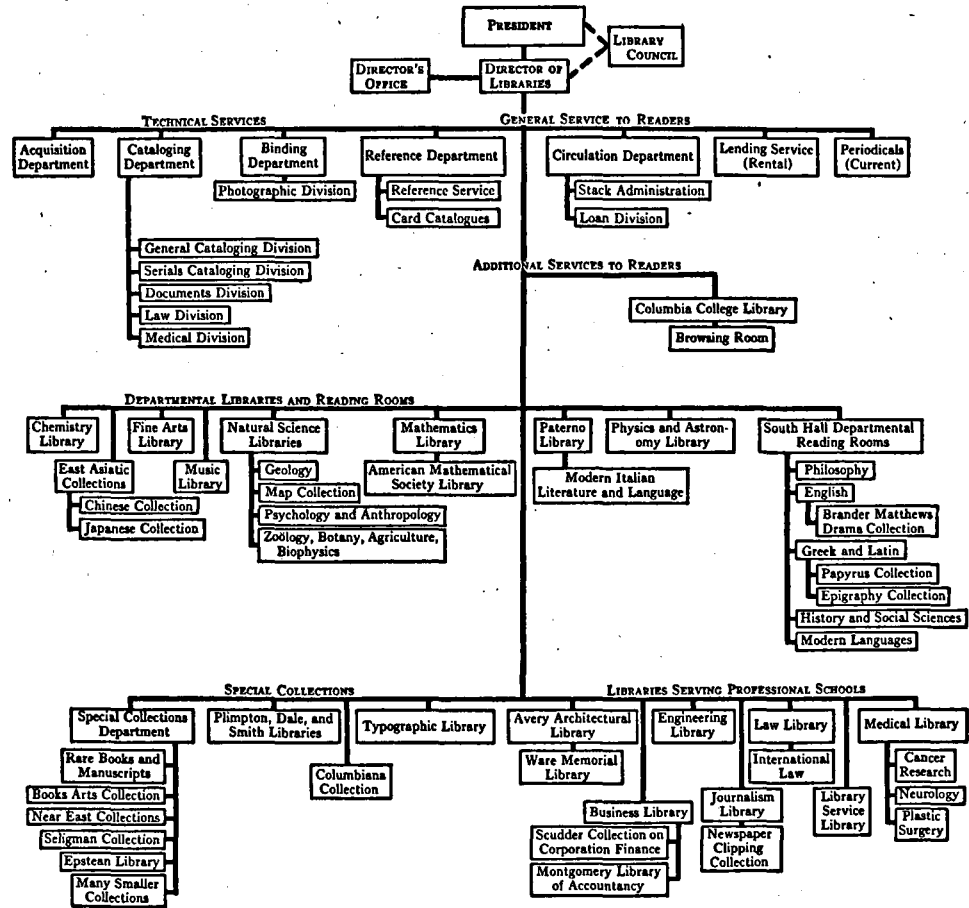 PRESIDENT
LIBRARY
COUNCIL
DIRECTOR'S
OFFICE
DIRECTOR OF
LIBRARIES
TECHNICAL SERVICES
GENERAL SERVICE TO READERS
Acquisition
Department
Cataloging
Department
Binding
Department
Reference Department
Circulation Department
Lending Service
(Rental)
Periodicals
(Current)
Photographic Division
Reference Service
Card Catalogues
Stack Administration
Loan Division
General Cataloging Division
Serials Cataloging Division
Documents Division
Law Division
Medical Division
ADDITIONAL SERVICES TO READERS
Columbia College Library
Browsing Room
DEPARTMENTAL LIBRARIES AND READING ROOMS
Chemistry
Library
Fine Arts
Library
Natural Science
Libraries
Mathematics
Library
Paterno
Library
Physics and Astron-
omy Library
South Hall Departmental
Reading Rooms
East Asiatic
Collections
Chinese Collection
Japanese Collection
Music
Library
Geology
Map Collection
Psychology and Anthropology
Zoölogy, Botany, Agriculture,
Biophysics
American Mathematical
Society Library
Modern Italian
Literature and Language
Philosophy
English
Brander Matthews
Drama Collection
Greek and Latin
Papyrus Collection
Epigraphy Collection
History and Social Sciences
Modern Languages
SPECIAL COLLECTIONS
LIBRARIES SERVING PROFESSIONAL SCHOOLS
Special Collections
Department
Plimpton, Dale, and
Smith Libraries
Typographic Library
Avery Architectural
Library
Engineering
Library
Law Library
Medical Library
Rare Books and
Manuscripts
Books Arts Collection
Near East Collections
Seligman Collection
Epstean Library
Many Smaller
Collections
Columbiana
Collection
Ware Memorial
Library
Business Library
Scudder Collection on
Corporation Finance
Montgomery Library
of Accountancy
Journalism
Library
Newspaper
Clipping
Collection
International
Law
Library
Service
Library
Cancer
Research
Neurology
Plastic
Surgery